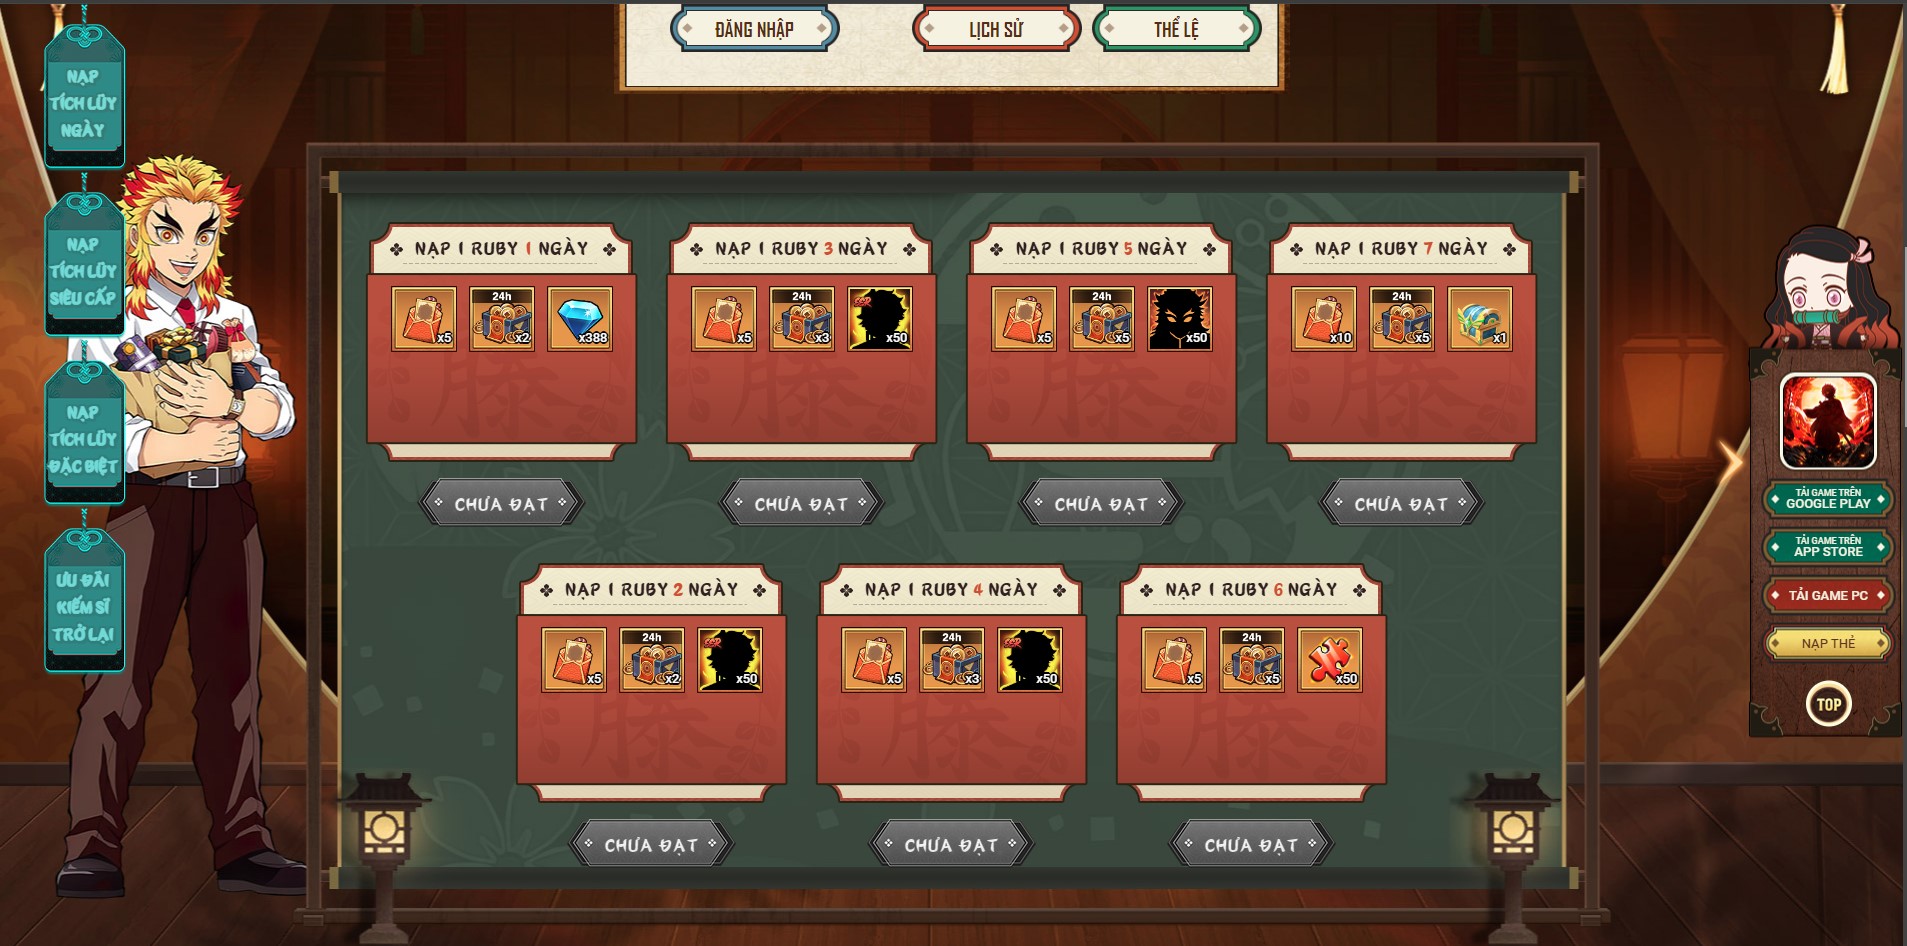 ĐĂNG NHẬP
LỊCH SỬ
THỂ LỆ
NẠP
TÍCH LŨY
NGÀY
NẠP
TÍCH LŨY
SIÊU CẤP
NẠP
TÍCH LŨY
ĐẶC BIỆT
ƯU ĐÃI
KIẾM SĨ
TRỞ LẠI
NẠP 1 RUBY 1 NGÀY
x5
24h
x2
x388
CHƯA ĐẠT
NẠP 1 RUBY 3 NGÀY
x5
24h
x3
SSR
x50
CHƯA ĐẠT
NẠP 1 RUBY 5 NGÀY
x5
24h
x5
x50
CHƯA ĐẠT
NẠP 1 RUBY 7 NGÀY
x10
24h
x5
x1
CHƯA ĐẠT
NẠP 1 RUBY 2 NGÀY
x5
24h
x2
SSR
x50
CHƯA ĐẠT
NẠP 1 RUBY 4 NGÀY
x5
24h
x3
SSR
x50
CHƯA ĐẠT
NẠP 1 RUBY 6 NGÀY
x5
24h
x5
x50
CHƯA ĐẠT
TẢI GAME TRÊN
GOOGLE PLAY
TẢI GAME TRÊN
APP STORE
TẢI GAME PC
NẠP THẺ
TOP